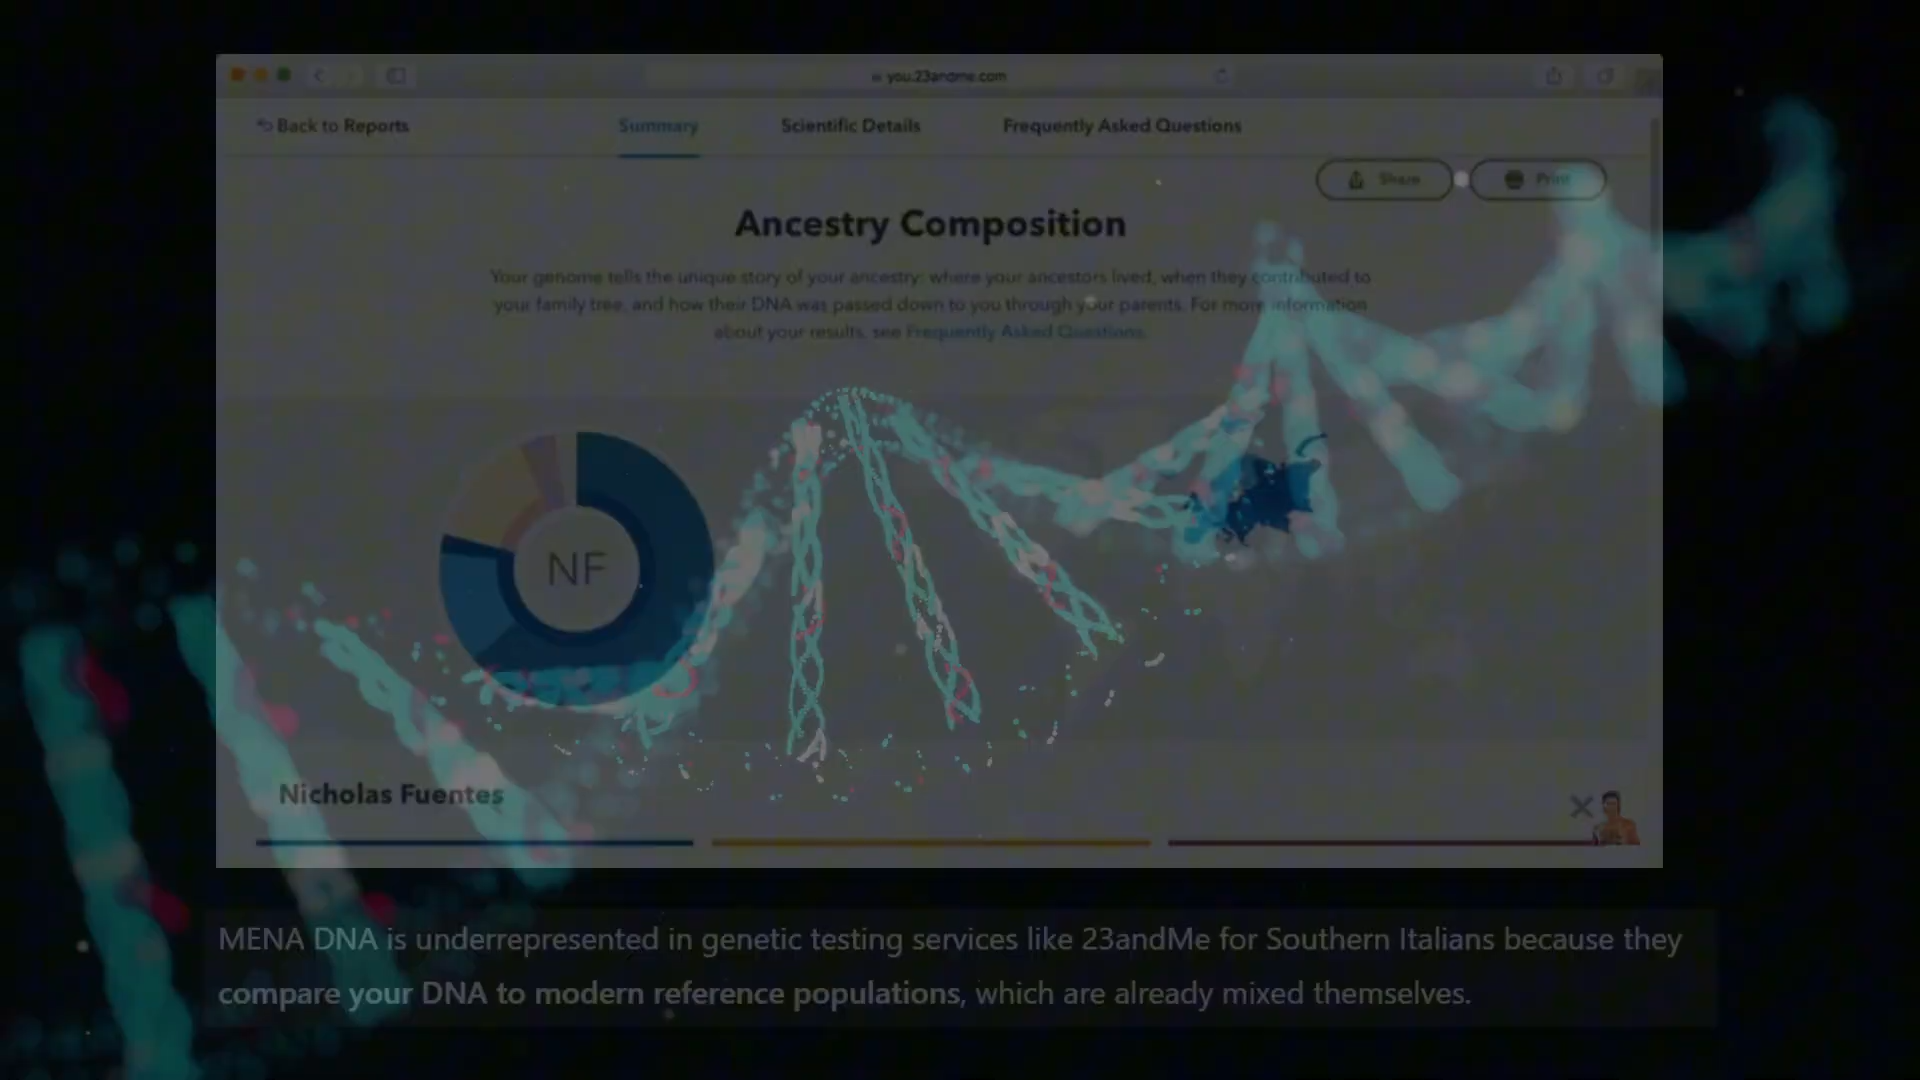 you.23andme.com
Back to Reports
Summary
Scientific Details
Frequently Asked Questions
Share
Print
Ancestry Composition
Your genome tells the unique story of your ancestry: where your ancestors lived, when they contributed to
your family tree, and how their DNA was passed down to you through your parents. For more information
about your results, see Frequently Asked Questions.
NF
Nicholas Fuentes
MENA DNA is underrepresented in genetic testing services like 23andMe for Southern Italians because they
compare your DNA to modern reference populations, which are already mixed themselves.